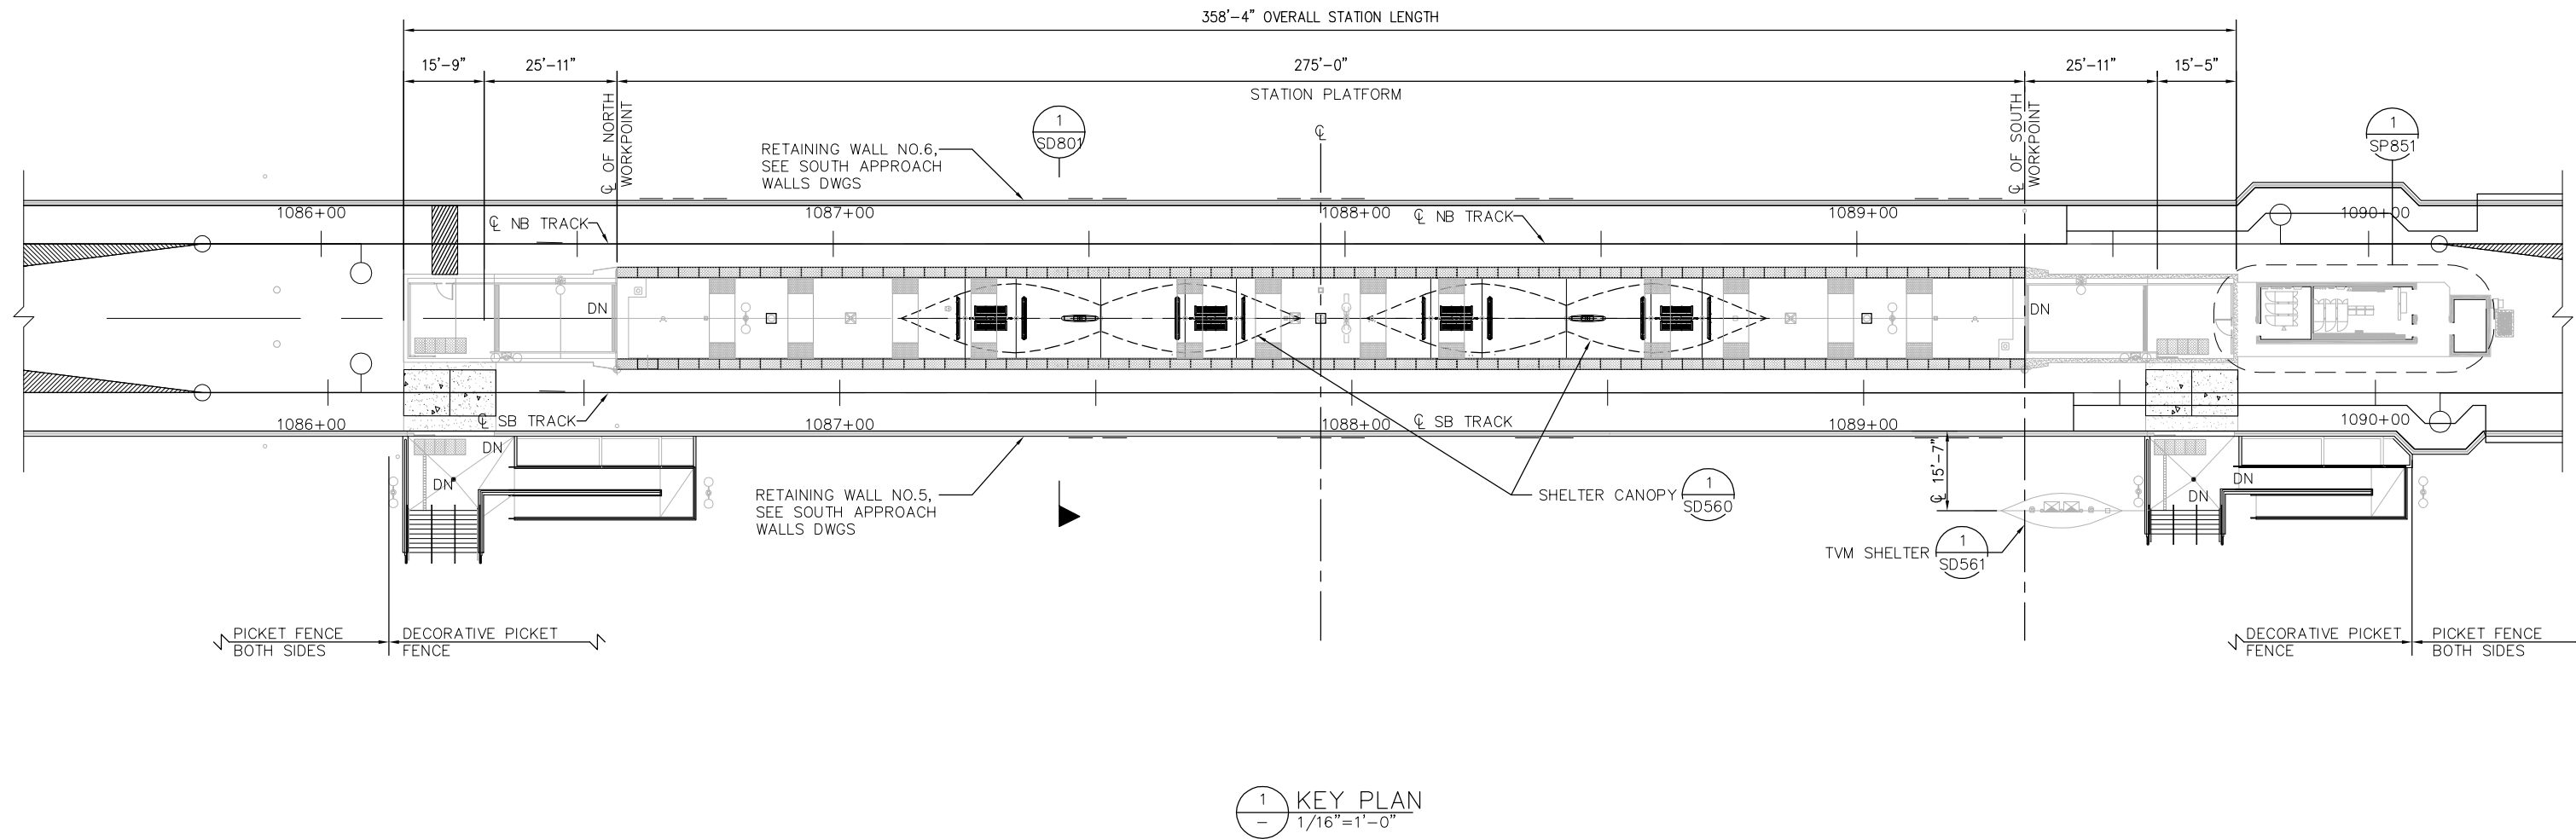 358'-4" OVERALL STATION LENGTH
15'-9"
25'-11"
275'-0"
25'-11"
15'-5"
STATION PLATFORM
℄ OF NORTH
WORKPOINT
1
SD801
℄
℄ OF SOUTH
WORKPOINT
1
SP851
RETAINING WALL NO.6,
SEE SOUTH APPROACH
WALLS DWGS
1086+00
1087+00
1088+00
1089+00
1090+00
℄ NB TRACK
℄ NB TRACK
DN
DN
℄ SB TRACK
℄ SB TRACK
1086+00
1087+00
1088+00
1089+00
1090+00
DN
DN
DN
DN
℄ 15'-7"
RETAINING WALL NO.5,
SEE SOUTH APPROACH
WALLS DWGS
SHELTER CANOPY
1
SD560
TVM SHELTER
1
SD561
PICKET FENCE
BOTH SIDES
DECORATIVE PICKET
FENCE
DECORATIVE PICKET
FENCE
PICKET FENCE
BOTH SIDES
1
-
KEY PLAN
1/16"=1'-0"